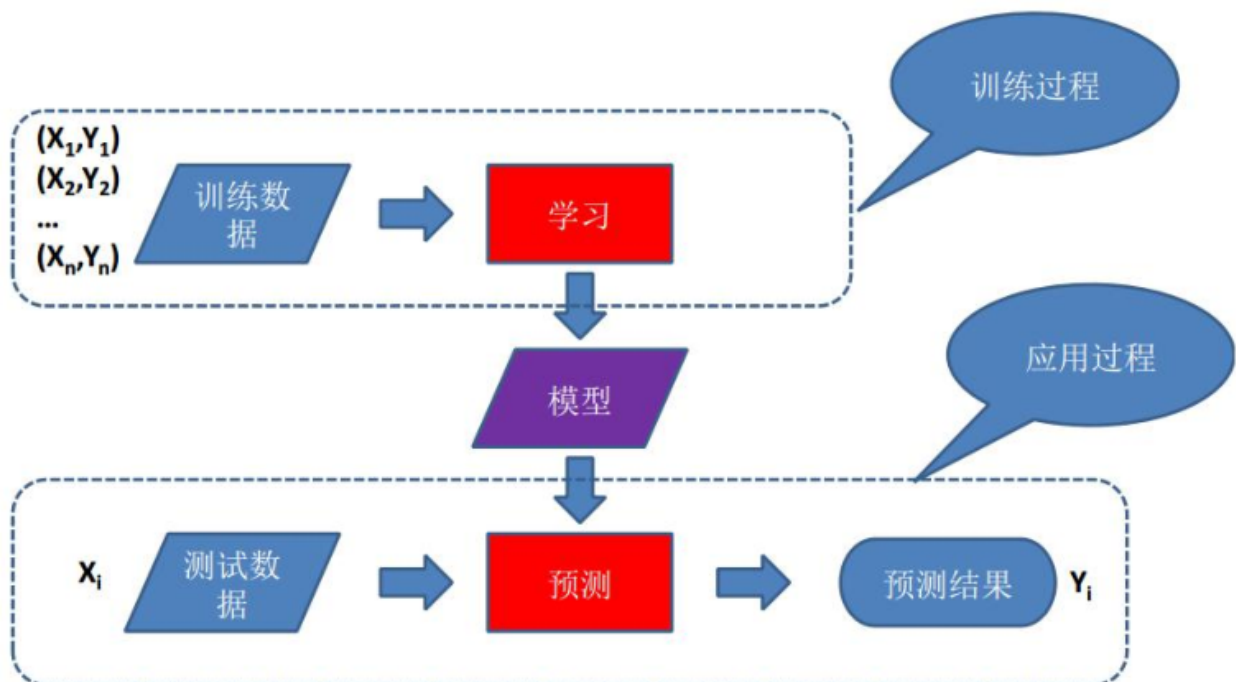 训练过程
(X₁,Y₁)
(X₂,Y₂)
...
(Xₙ,Yₙ)
训练数
据
学习
模型
应用过程
Xᵢ
测试数
据
预测
预测结果
Yᵢ